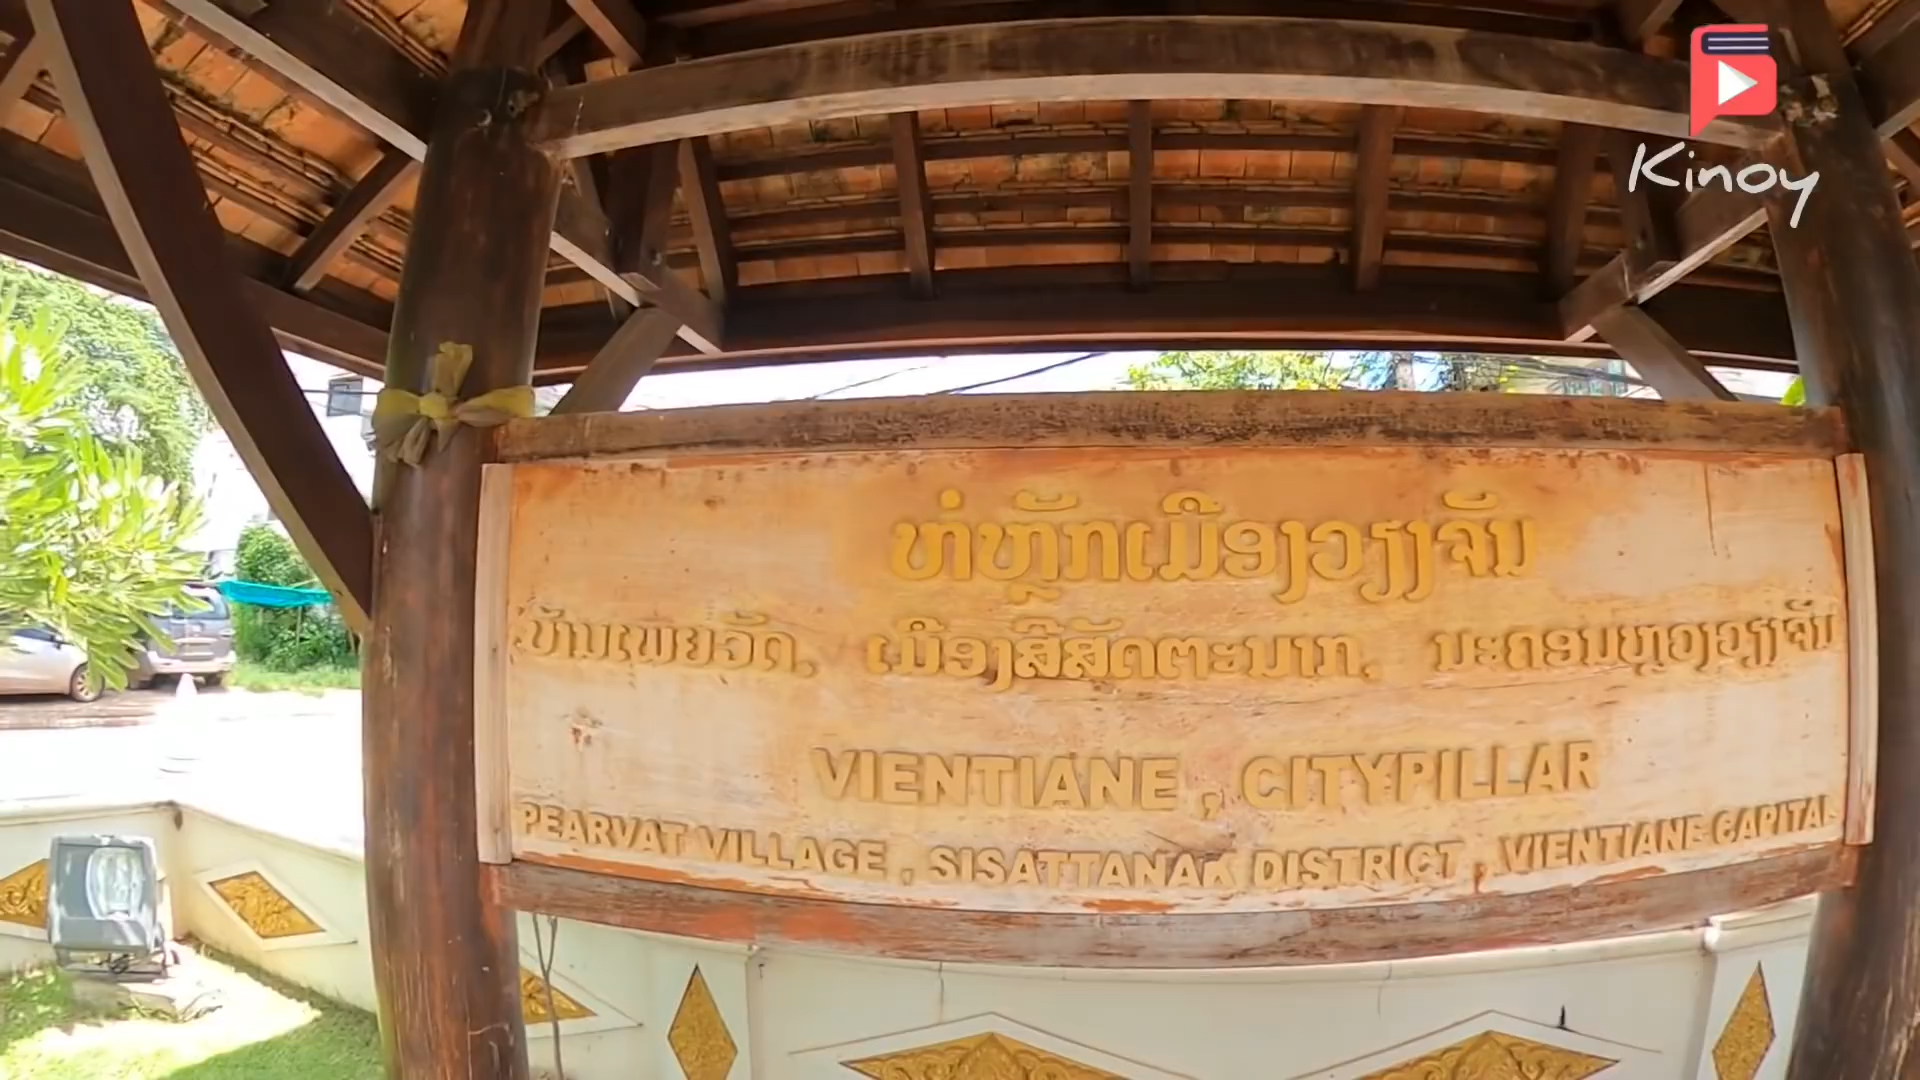 Kinoy
ທ່າຫຼັກເມືອງວຽງຈັນ
ບ້ານເພຍວັດ, ເມືອງສີສັດຕະນາກ, ນະຄອນຫຼວງວຽງຈັນ
VIENTIANE , CITYPILLAR
PEARVAT VILLAGE , SISATTANAK DISTRICT , VIENTIANE CAPITAL